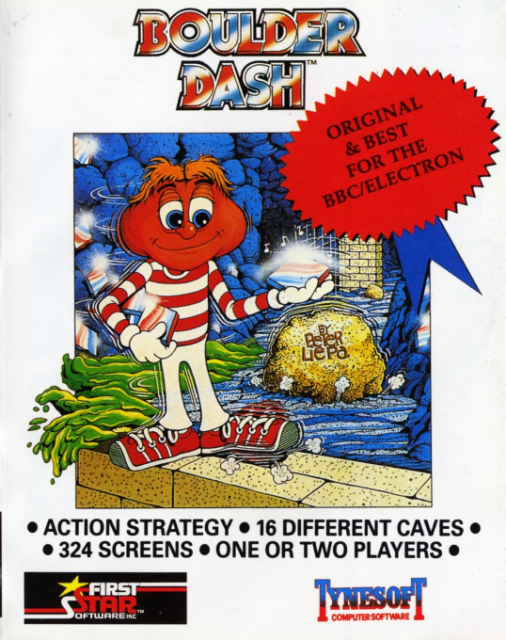 BOULDER
DASH™
ORIGINAL
& BEST
FOR THE
BBC/ELECTRON
By
PETER
LiEPa
• ACTION STRATEGY • 16 DIFFERENT CAVES •
• 324 SCREENS • ONE OR TWO PLAYERS •
FIRST
STAR™
SOFTWARE INC
TYNESOFT
COMPUTER SOFTWARE